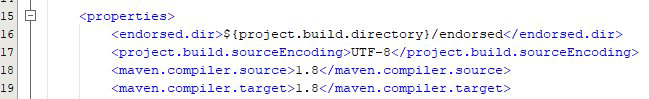 15 <properties>
16 <endorsed.dir>${project.build.directory}/endorsed</endorsed.dir>
17 <project.build.sourceEncoding>UTF-8</project.build.sourceEncoding>
18 <maven.compiler.source>1.8</maven.compiler.source>
19 <maven.compiler.target>1.8</maven.compiler.target>